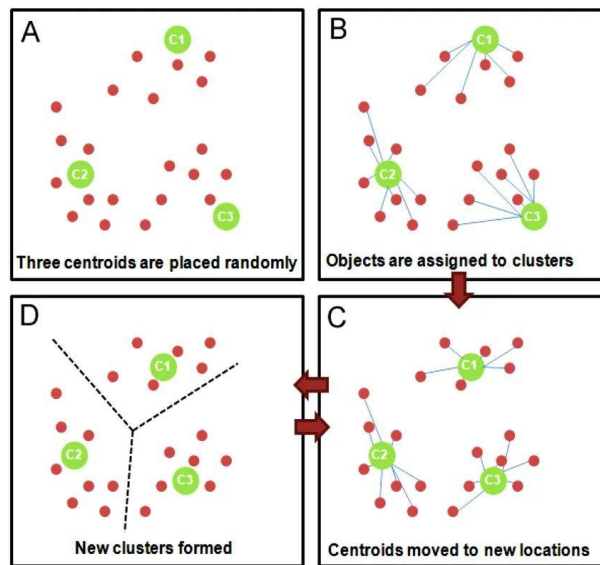 A
C1
C2
C3
Three centroids are placed randomly
B
C1
C2
C3
Objects are assigned to clusters
D
C1
C2
C3
New clusters formed
C
C1
C2
C3
Centroids moved to new locations